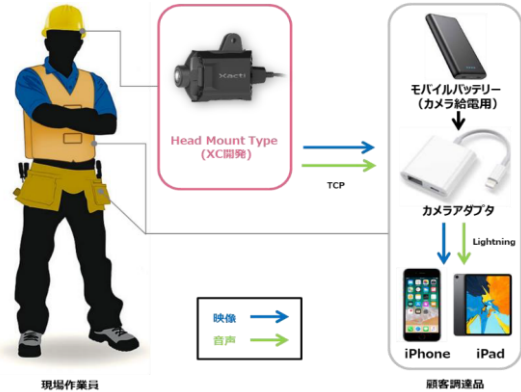 Xacti
Head Mount Type
(XC開発)
TCP
モバイルバッテリー
(カメラ給電用)
カメラアダプタ
Lightning
iPhone
iPad
映像
音声
現場作業員
顧客調達品